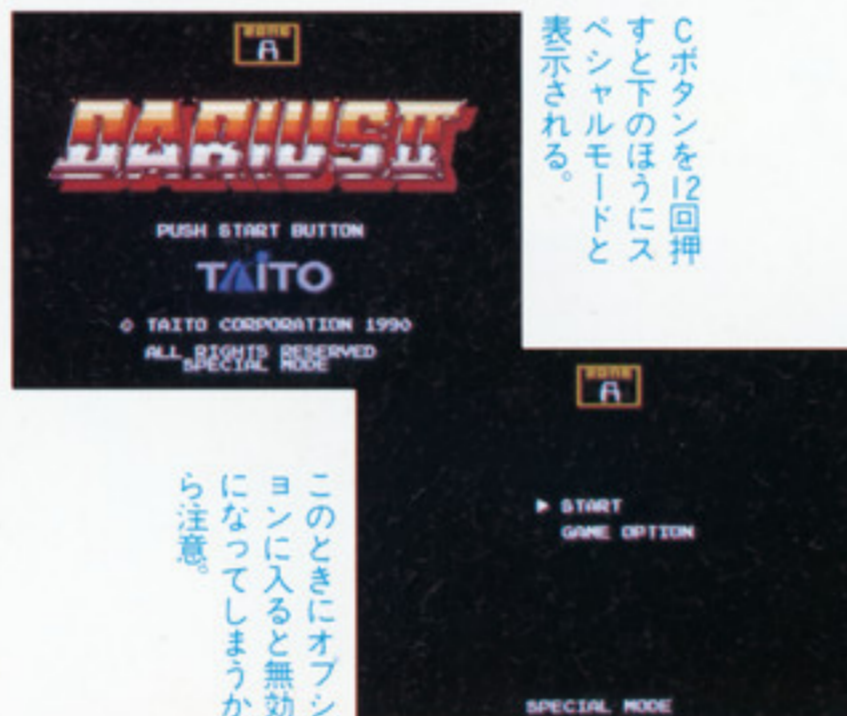 ZONE
A
DARIUS II
PUSH START BUTTON
TAITO
© TAITO CORPORATION 1990
ALL RIGHTS RESERVED
SPECIAL MODE
Cボタンを12回押
すと下のほうにス
ペシャルモードと
表示される。
ZONE
A
▶ START
GAME OPTION
SPECIAL MODE
このときにオプシ
ョンに入ると無効
になってしまうか
ら注意。